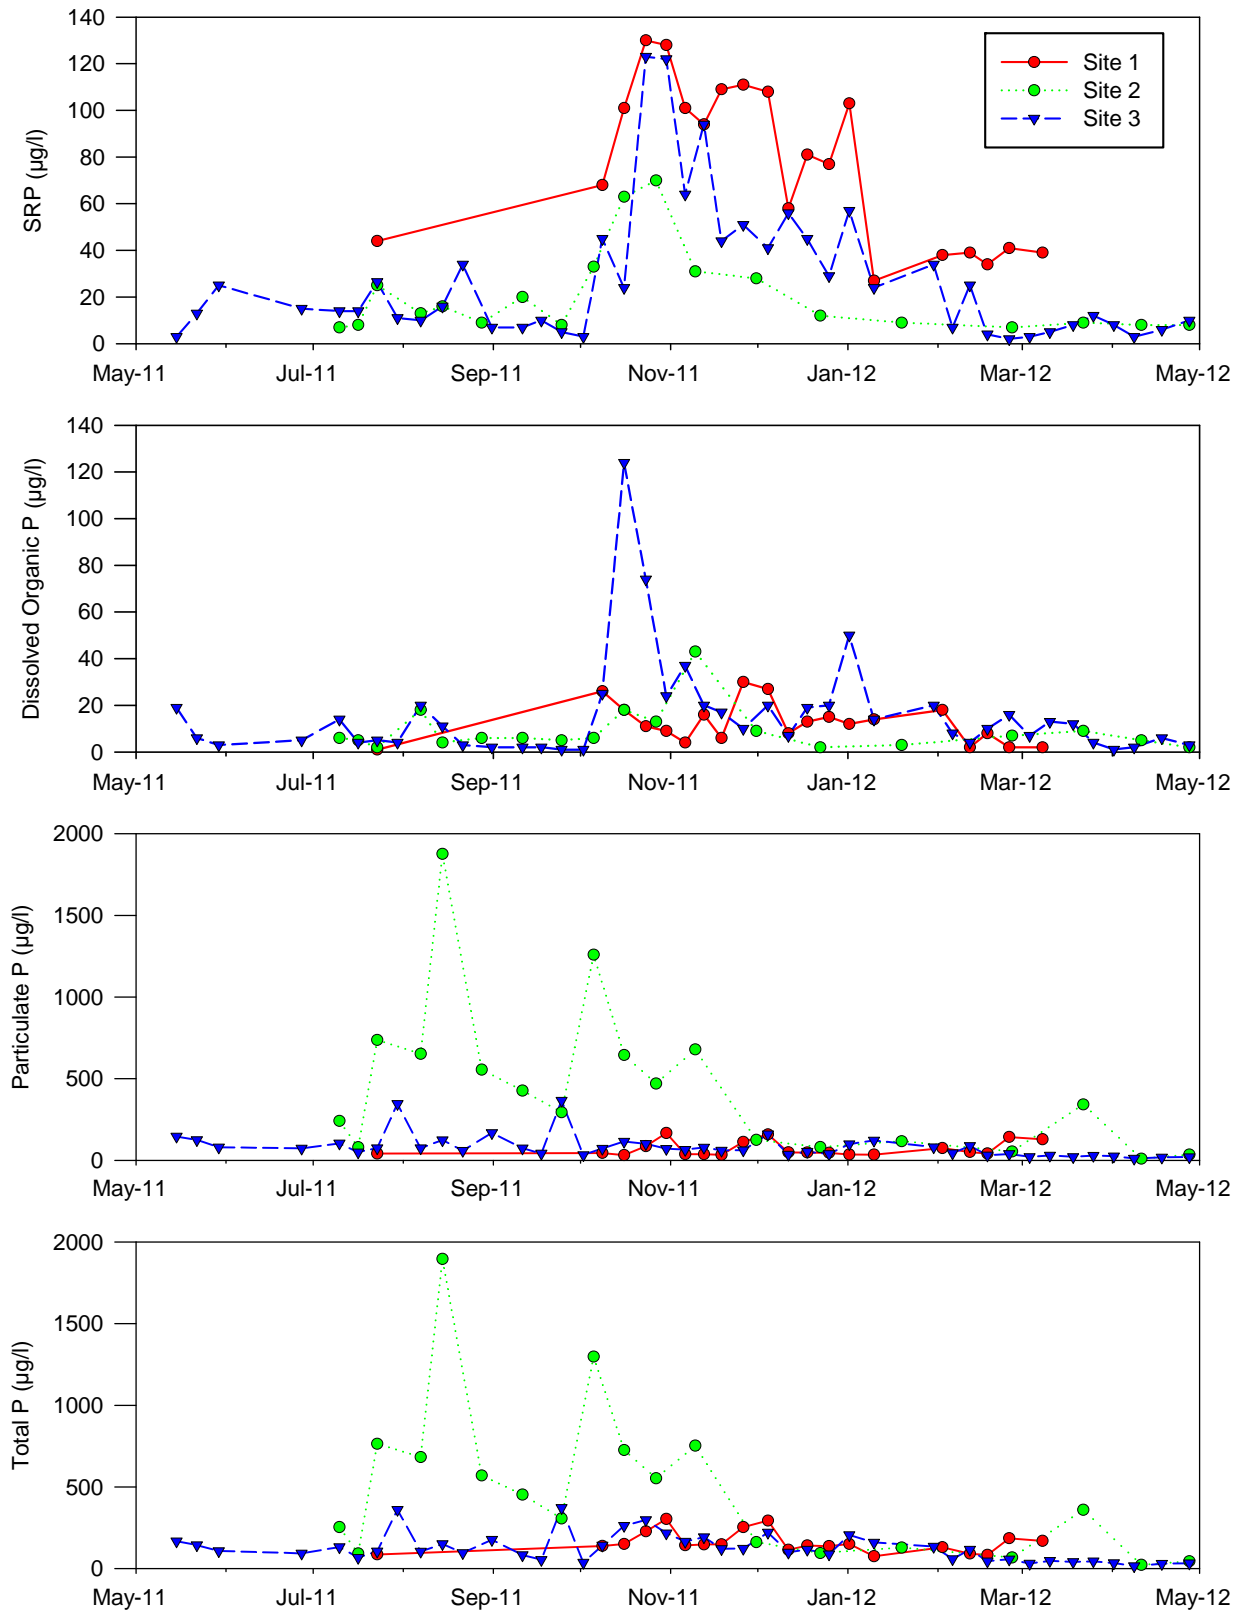 140
120
100
80
60
40
20
0
SRP (µg/l)
Site 1
Site 2
Site 3
May-11 Jul-11 Sep-11 Nov-11 Jan-12 Mar-12 May-12
140
120
100
80
60
40
20
0
Dissolved Organic P (µg/l)
May-11 Jul-11 Sep-11 Nov-11 Jan-12 Mar-12 May-12
2000
1500
1000
500
0
Particulate P (µg/l)
May-11 Jul-11 Sep-11 Nov-11 Jan-12 Mar-12 May-12
2000
1500
1000
500
0
Total P (µg/l)
May-11 Jul-11 Sep-11 Nov-11 Jan-12 Mar-12 May-12